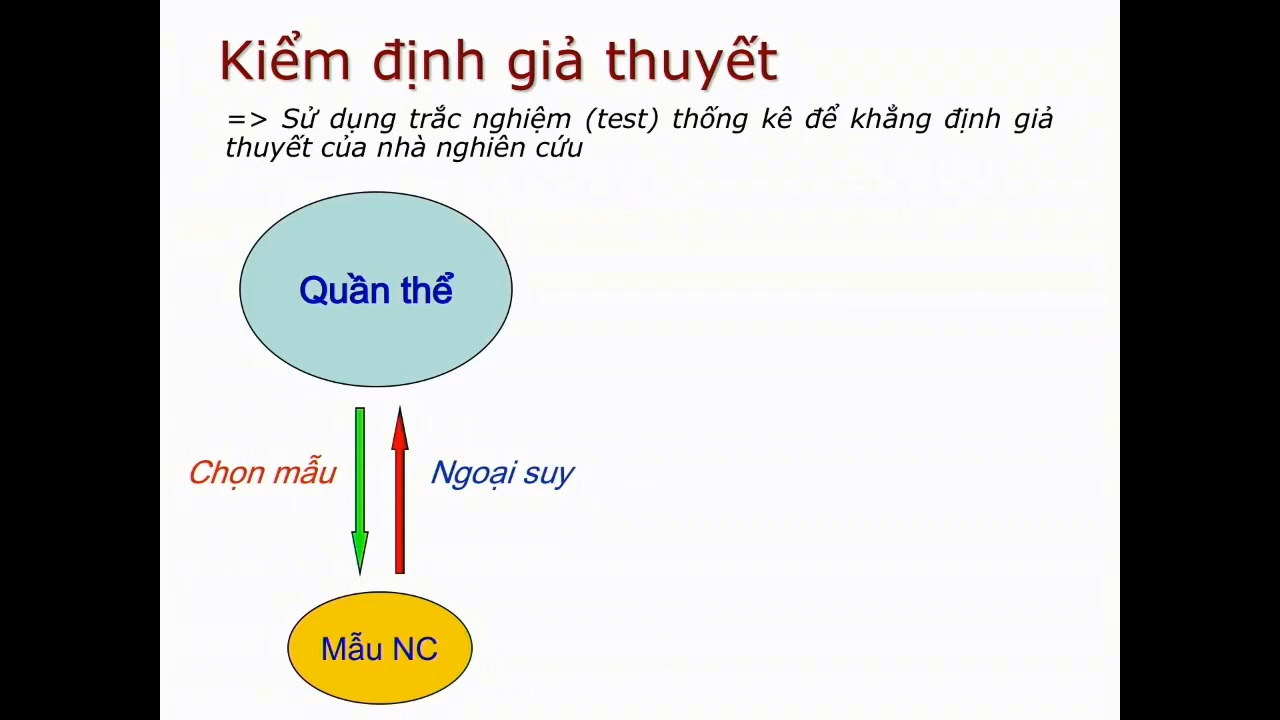 Kiểm định giả thuyết
=> Sử dụng trắc nghiệm (test) thống kê để khẳng định giả
thuyết của nhà nghiên cứu
Quần thể
Chọn mẫu
Ngoại suy
Mẫu NC